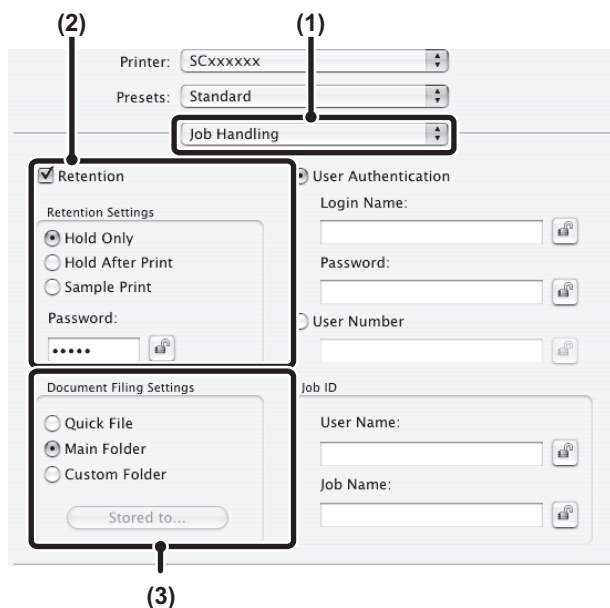 (2)
(1)
Printer: SCxxxxxx
Presets: Standard
Job Handling
Retention
Retention Settings
Hold Only
Hold After Print
Sample Print
Password:
•••••
User Authentication
Login Name:
Password:
User Number
Document Filing Settings
Quick File
Main Folder
Custom Folder
Stored to...
Job ID
User Name:
Job Name:
(3)